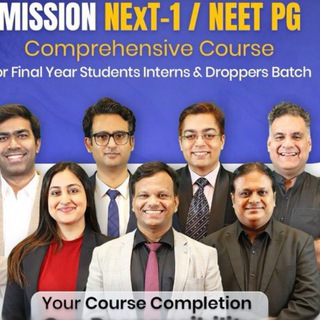 MISSION NExT-1 / NEET PG
Comprehensive Course
or Final Year Students Interns & Droppers Batch
Your Course Completion